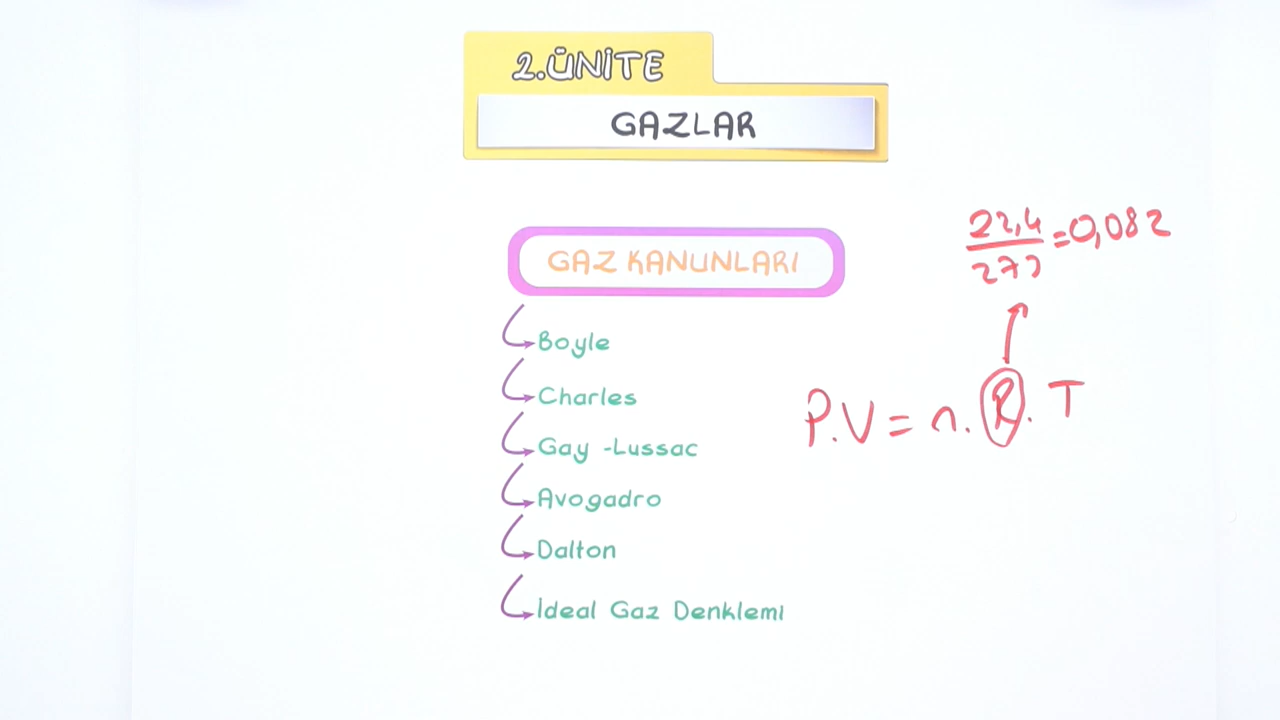 2.ÜNİTE
GAZLAR
GAZ KANUNLARI
Boyle
Charles
Gay -Lussac
Avogadro
Dalton
İdeal Gaz Denklemi
22,4
273
=0,082
P.V = n. R. T